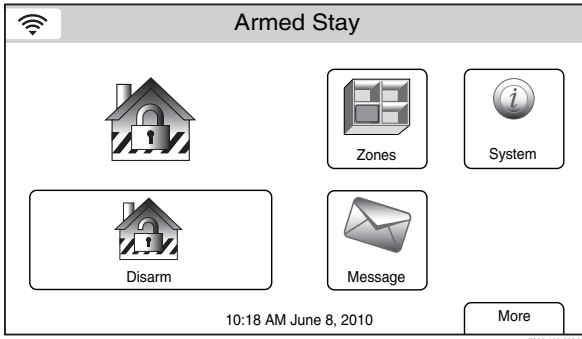 Armed Stay
Zones
System
Disarm
Message
10:18 AM June 8, 2010
More